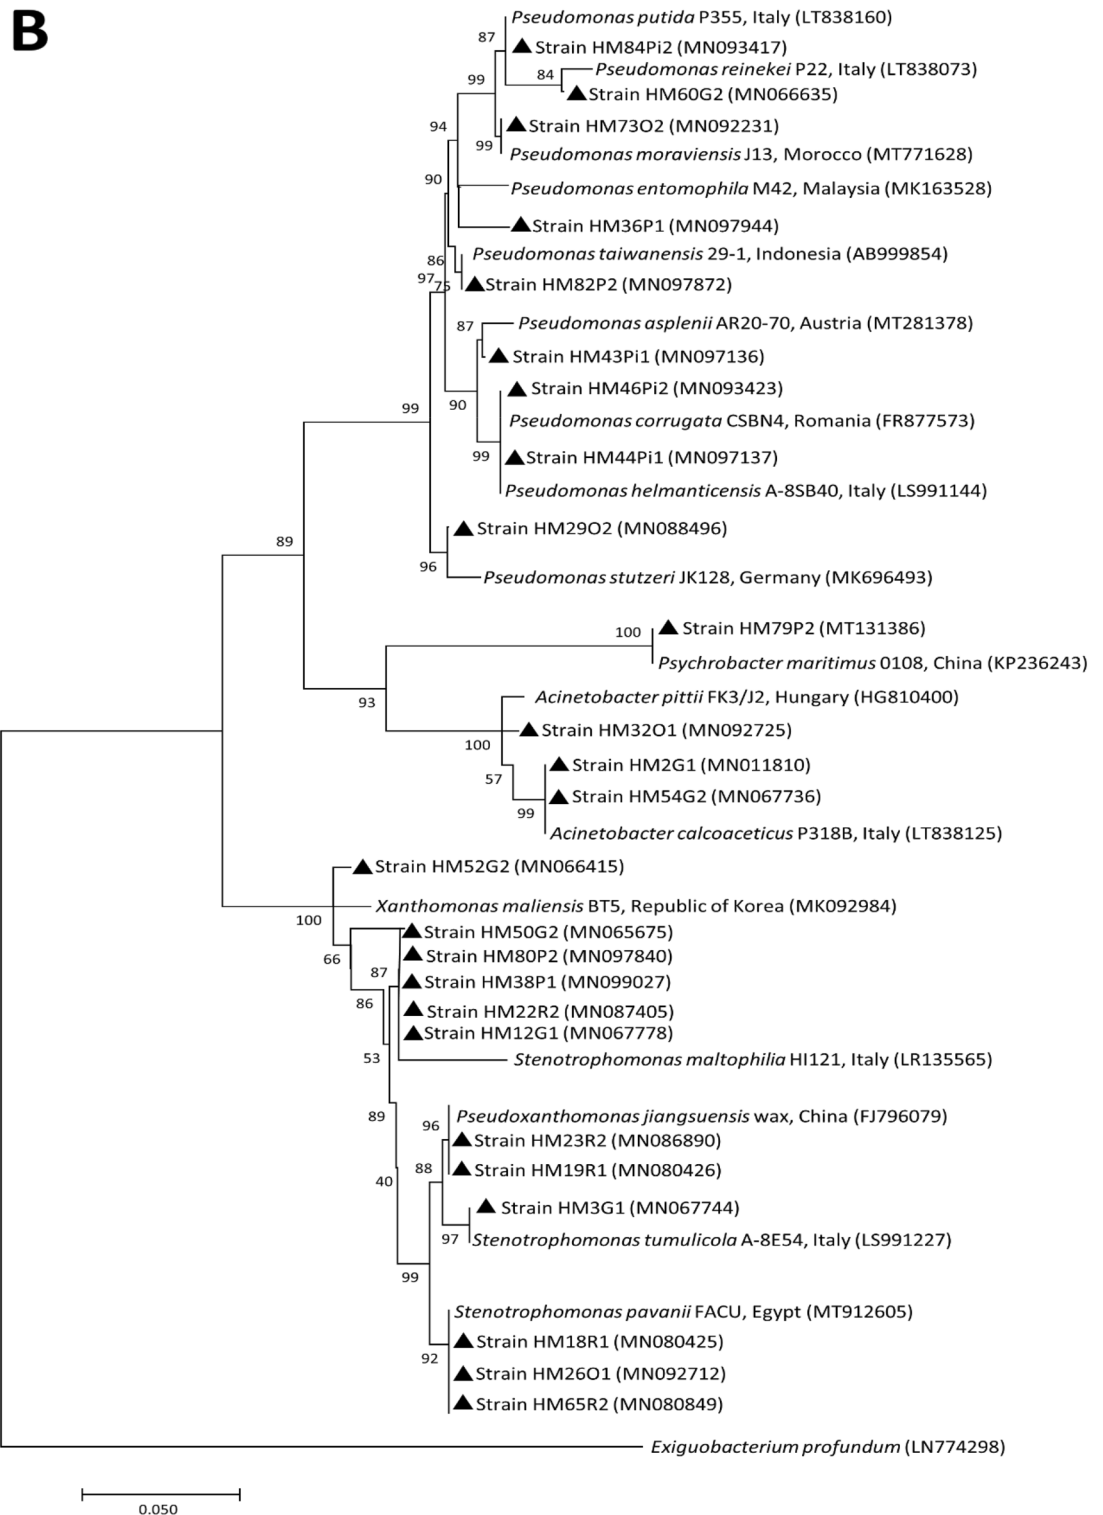 B
Pseudomonas putida P355, Italy (LT838160)
87
Strain HM84Pi2 (MN093417)
84
Pseudomonas reinekei P22, Italy (LT838073)
99
Strain HM60G2 (MN066635)
94
Strain HM73O2 (MN092231)
99
Pseudomonas moraviensis J13, Morocco (MT771628)
90
Pseudomonas entomophila M42, Malaysia (MK163528)
Strain HM36P1 (MN097944)
Pseudomonas taiwanensis 29-1, Indonesia (AB999854)
86
97
75
Strain HM82P2 (MN097872)
87
Pseudomonas asplenii AR20-70, Austria (MT281378)
Strain HM43Pi1 (MN097136)
Strain HM46Pi2 (MN093423)
99
90
Pseudomonas corrugata CSBN4, Romania (FR877573)
99
Strain HM44Pi1 (MN097137)
Pseudomonas helmanticensis A-8SB40, Italy (LS991144)
Strain HM29O2 (MN088496)
89
96
Pseudomonas stutzeri JK128, Germany (MK696493)
100
Strain HM79P2 (MT131386)
Psychrobacter maritimus 0108, China (KP236243)
93
Acinetobacter pittii FK3/J2, Hungary (HG810400)
Strain HM32O1 (MN092725)
100
Strain HM2G1 (MN011810)
57
Strain HM54G2 (MN067736)
99
Acinetobacter calcoaceticus P318B, Italy (LT838125)
Strain HM52G2 (MN066415)
Xanthomonas maliensis BT5, Republic of Korea (MK092984)
100
Strain HM50G2 (MN065675)
66
Strain HM80P2 (MN097840)
87
Strain HM38P1 (MN099027)
86
Strain HM22R2 (MN087405)
Strain HM12G1 (MN067778)
53
Stenotrophomonas maltophilia HI121, Italy (LR135565)
89
Pseudoxanthomonas jiangsuensis wax, China (FJ796079)
96
Strain HM23R2 (MN086890)
88
Strain HM19R1 (MN080426)
40
Strain HM3G1 (MN067744)
97
Stenotrophomonas tumulicola A-8E54, Italy (LS991227)
99
Stenotrophomonas pavanii FACU, Egypt (MT912605)
Strain HM18R1 (MN080425)
92
Strain HM26O1 (MN092712)
Strain HM65R2 (MN080849)
Exiguobacterium profundum (LN774298)
0.050